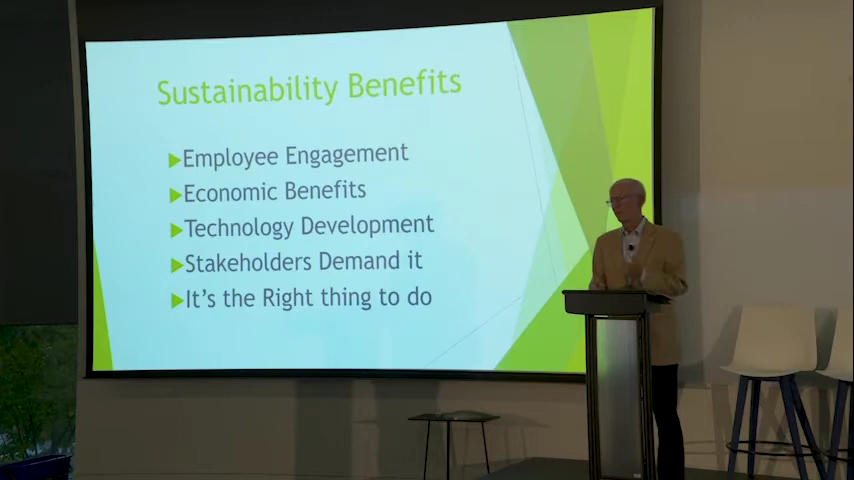 Sustainability Benefits
Employee Engagement
Economic Benefits
Technology Development
Stakeholders Demand it
It's the Right thing to do